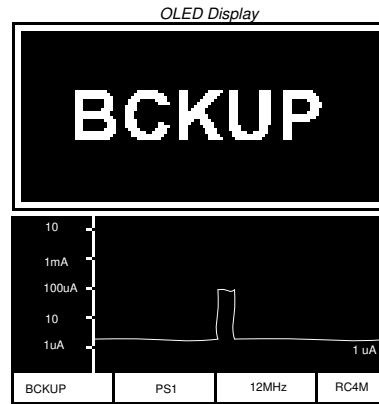 OLED Display
BCKUP
10
1mA
100uA
10
1uA
1 uA
BCKUP PS1 12MHz RC4M